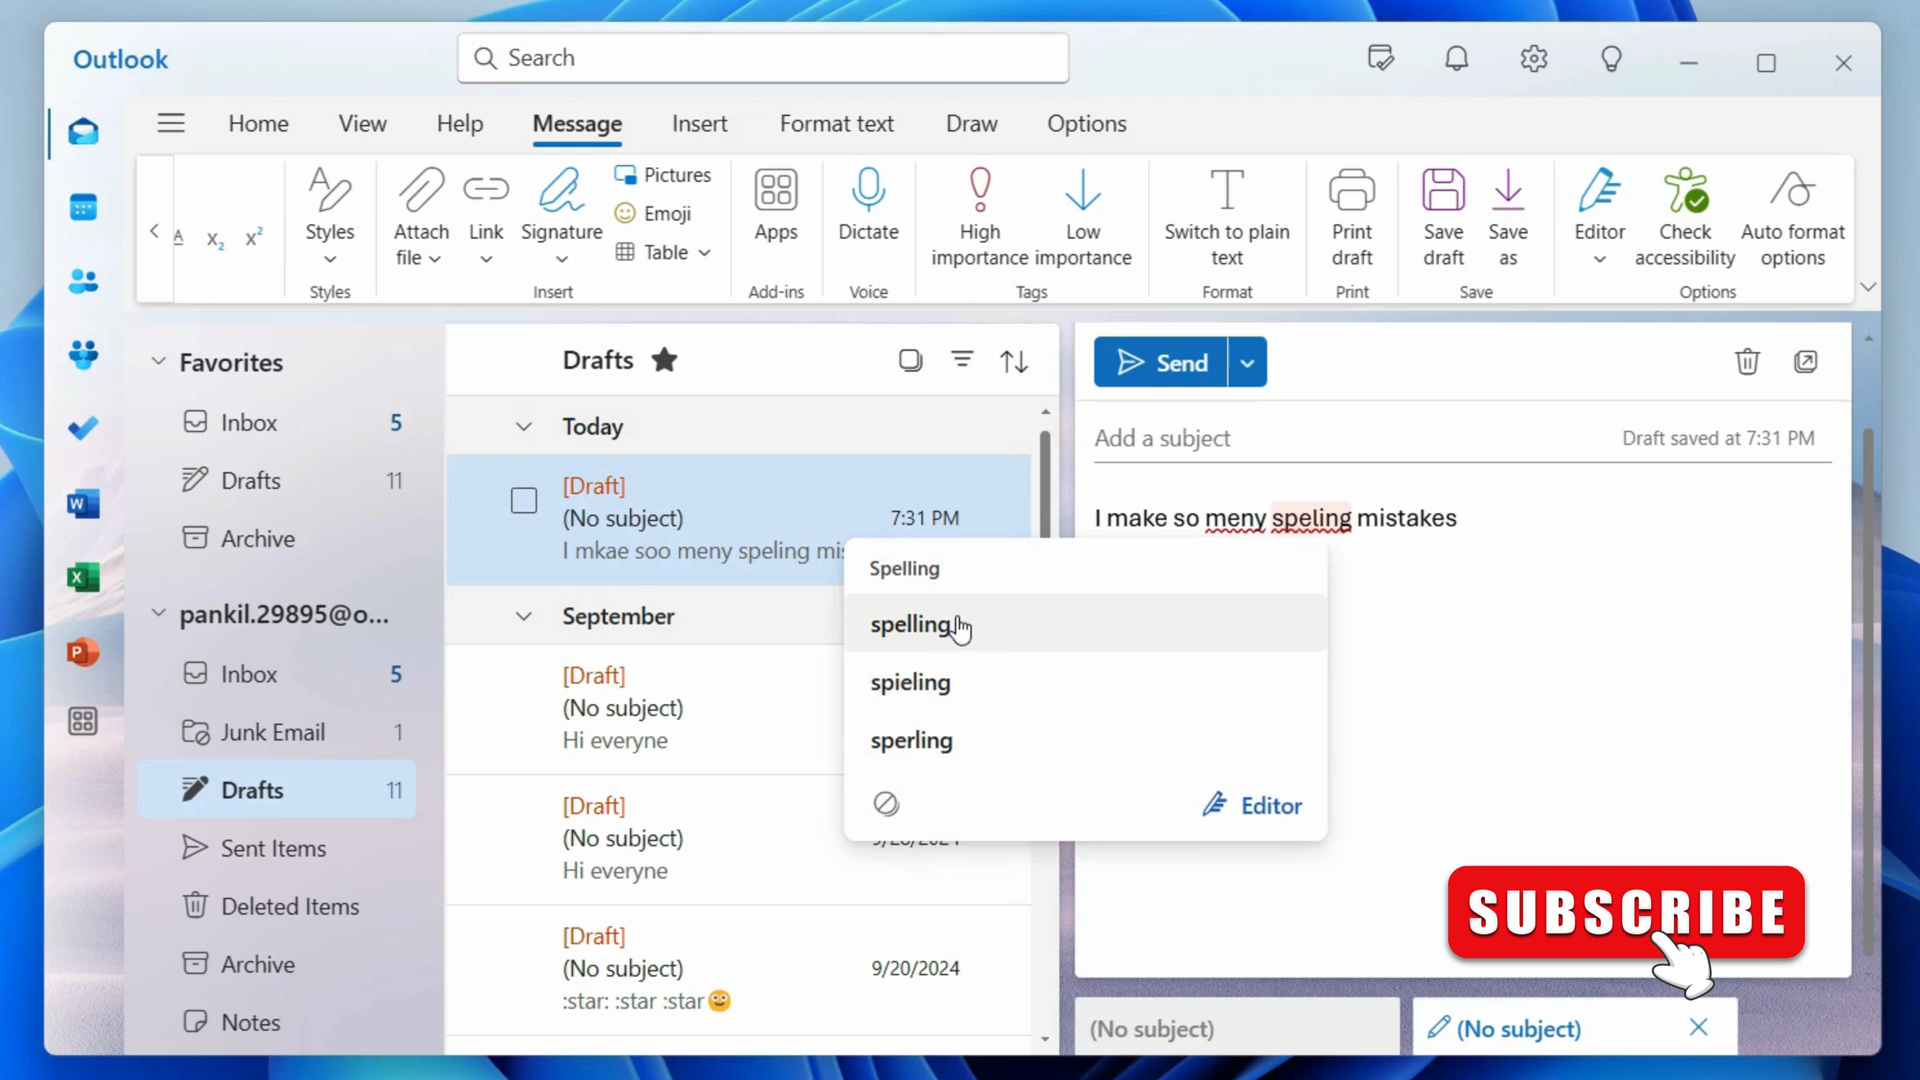 Outlook
Search
Home View Help Message Insert Format text Draw Options
A x2 x2
Styles
Attach file
Link
Signature
Pictures
Emoji
Table
Apps
Dictate
High importance
Low importance
Switch to plain text
Print draft
Save draft
Save as
Editor
Check accessibility
Auto format options
Styles Insert Add-ins Voice Tags Format Print Save Options
Favorites
Inbox 5
Drafts 11
Archive
pankil.29895@o...
Inbox 5
Junk Email 1
Drafts 11
Sent Items
Deleted Items
Archive
Notes
Drafts
Today
[Draft]
(No subject) 7:31 PM
I mkae soo meny speling mis
September
[Draft]
(No subject)
Hi everyne
[Draft]
(No subject)
Hi everyne
[Draft]
(No subject) 9/20/2024
:star: :star :star
Send
Add a subject Draft saved at 7:31 PM
I make so meny speling mistakes
Spelling
spelling
spieling
sperling
Editor
SUBSCRIBE
(No subject)
(No subject)
W
X
P